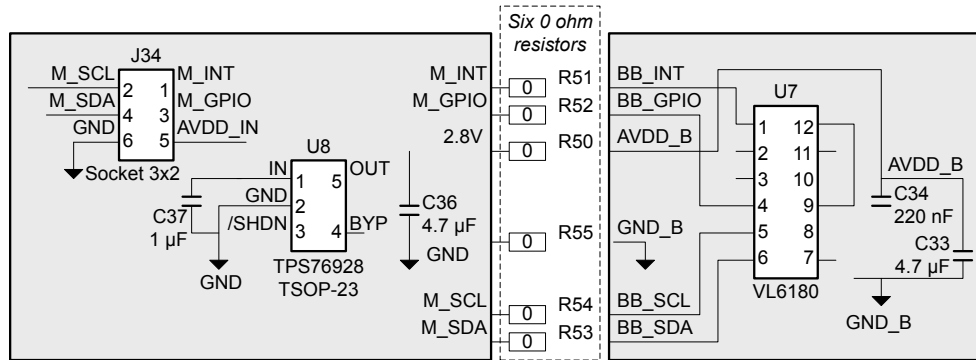 Six 0 ohm
resistors
J34
M_SCL
2
1
M_INT
M_SDA
4
3
M_GPIO
GND
6
5
AVDD_IN
Socket 3x2
U8
IN
1
5
OUT
GND
2
/SHDN
3
4
BYP
TPS76928
TSOP-23
C37
1 µF
GND
C36
4.7 µF
GND
M_INT
0
R51
BB_INT
M_GPIO
0
R52
BB_GPIO
2.8V
0
R50
AVDD_B
0
R55
GND_B
M_SCL
0
R54
BB_SCL
M_SDA
0
R53
BB_SDA
U7
1
12
2
11
3
10
4
9
5
8
6
7
VL6180
AVDD_B
C34
220 nF
C33
4.7 µF
GND_B